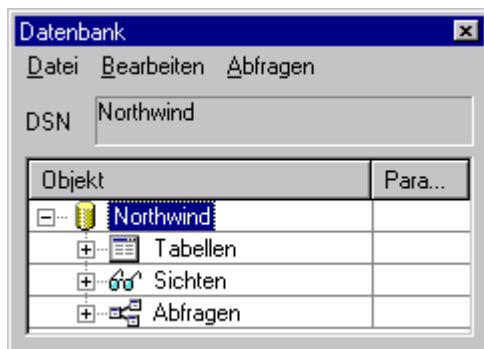 Datenbank
Datei Bearbeiten Abfragen
DSN Northwind
Objekt Para...
Northwind
Tabellen
Sichten
Abfragen